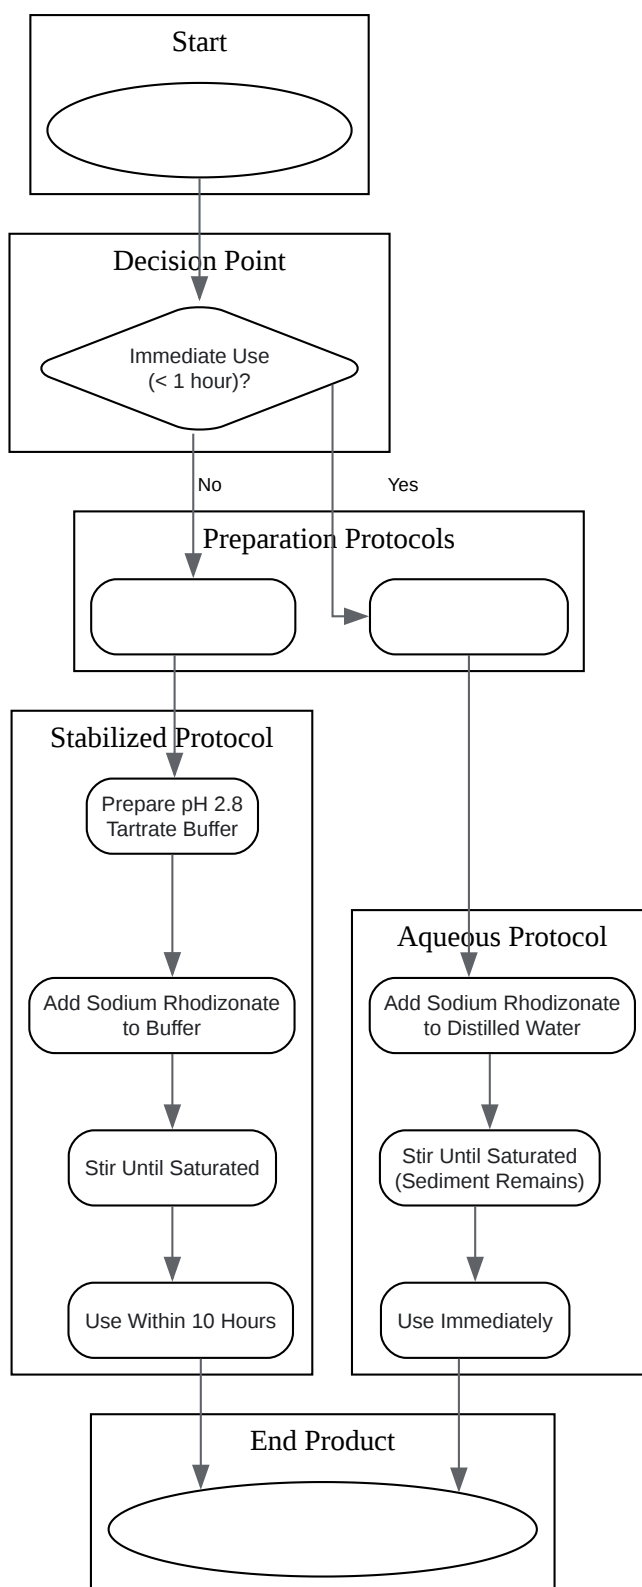 Start
Decision Point
Immediate Use
(< 1 hour)?
No
Yes
Preparation Protocols
Stabilized Protocol
Prepare pH 2.8
Tartrate Buffer
Add Sodium Rhodizonate
to Buffer
Stir Until Saturated
Use Within 10 Hours
Aqueous Protocol
Add Sodium Rhodizonate
to Distilled Water
Stir Until Saturated
(Sediment Remains)
Use Immediately
End Product